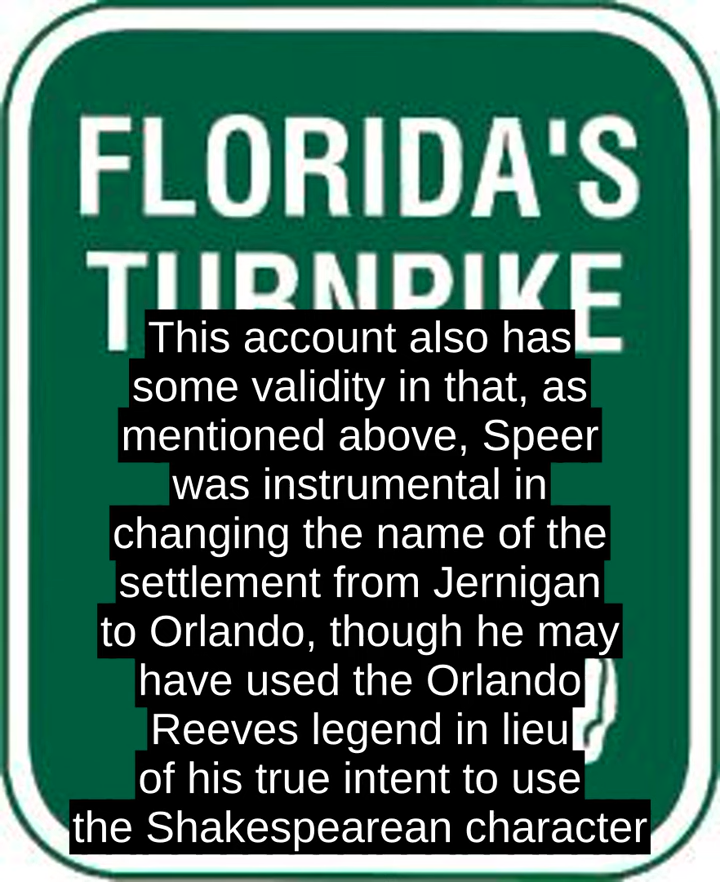 FLORIDA'S
TURNPIKE
This account also has
some validity in that, as
mentioned above, Speer
was instrumental in
changing the name of the
settlement from Jernigan
to Orlando, though he may
have used the Orlando
Reeves legend in lieu
of his true intent to use
the Shakespearean character